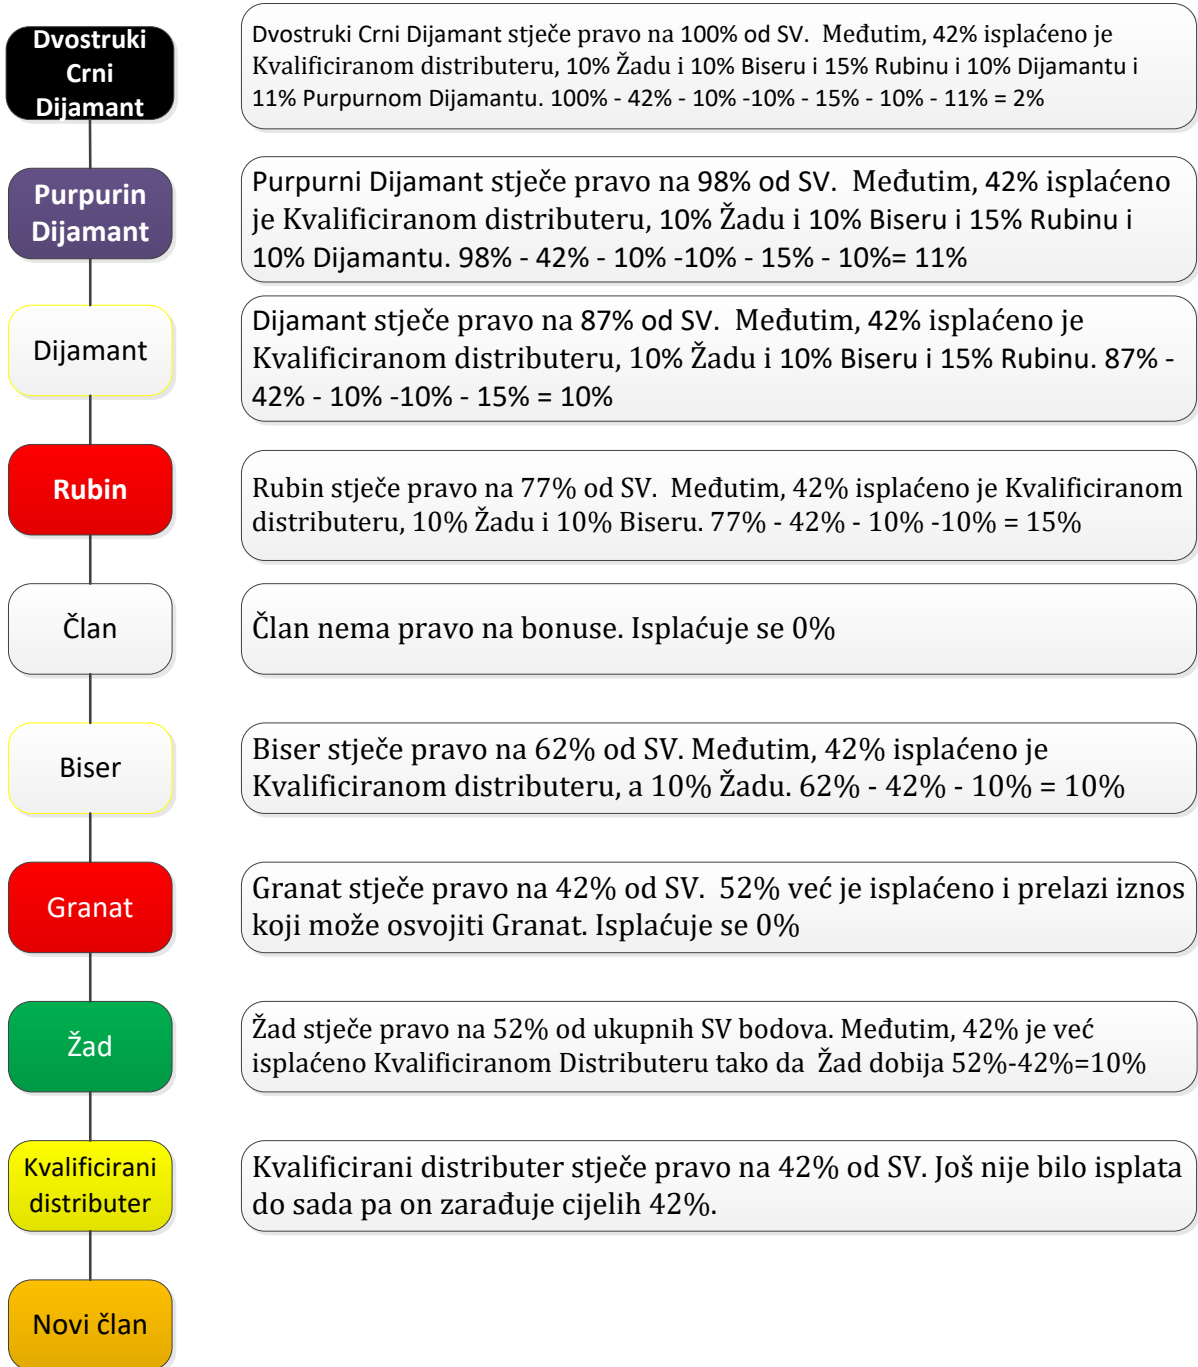 Dvostruki
Crni
Dijamant
Dvostruki Crni Dijamant stječe pravo na 100% od SV.  Međutim, 42% isplaćeno je
Kvalificiranom distributeru, 10% Žadu i 10% Biseru i 15% Rubinu i 10% Dijamantu i
11% Purpurnom Dijamantu. 100% - 42% - 10% -10% - 15% - 10% - 11% = 2%
Purpurin
Dijamant
Purpurni Dijamant stječe pravo na 98% od SV.  Međutim, 42% isplaćeno
je Kvalificiranom distributeru, 10% Žadu i 10% Biseru i 15% Rubinu i
10% Dijamantu. 98% - 42% - 10% -10% - 15% - 10%= 11%
Dijamant
Dijamant stječe pravo na 87% od SV.  Međutim, 42% isplaćeno je
Kvalificiranom distributeru, 10% Žadu i 10% Biseru i 15% Rubinu. 87% -
42% - 10% -10% - 15% = 10%
Rubin
Rubin stječe pravo na 77% od SV.  Međutim, 42% isplaćeno je Kvalificiranom
distributeru, 10% Žadu i 10% Biseru. 77% - 42% - 10% -10% = 15%
Član
Član nema pravo na bonuse. Isplaćuje se 0%
Biser
Biser stječe pravo na 62% od SV. Međutim, 42% isplaćeno je
Kvalificiranom distributeru, a 10% Žadu. 62% - 42% - 10% = 10%
Granat
Granat stječe pravo na 42% od SV.  52% već je isplaćeno i prelazi iznos
koji može osvojiti Granat. Isplaćuje se 0%
Žad
Žad stječe pravo na 52% od ukupnih SV bodova. Međutim, 42% je već
isplaćeno Kvalificiranom Distributeru tako da  Žad dobija 52%-42%=10%
Kvalificirani
distributer
Kvalificirani distributer stječe pravo na 42% od SV. Još nije bilo isplata
do sada pa on zarađuje cijelih 42%.
Novi član